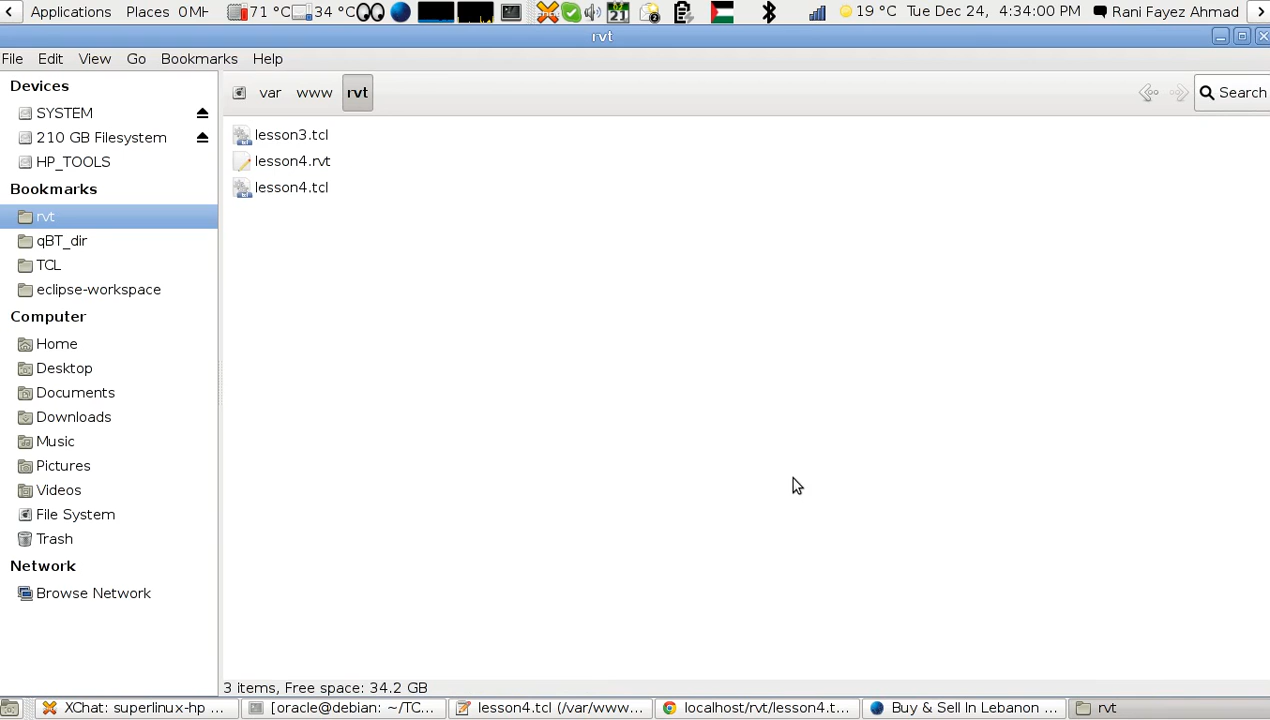 Applications Places 0 MH 71 °C 34 °C 21 19 °C Tue Dec 24, 4:34:00 PM Rani Fayez Ahmad
rvt
File Edit View Go Bookmarks Help
var www rvt Search
Devices
SYSTEM
210 GB Filesystem
HP_TOOLS
Bookmarks
rvt
qBT_dir
TCL
eclipse-workspace
Computer
Home
Desktop
Documents
Downloads
Music
Pictures
Videos
File System
Trash
Network
Browse Network
lesson3.tcl
lesson4.rvt
lesson4.tcl
3 items, Free space: 34.2 GB
XChat: superlinux-hp ... [oracle@debian: ~/TC... lesson4.tcl (/var/www... localhost/rvt/lesson4.t... Buy & Sell In Lebanon ... rvt